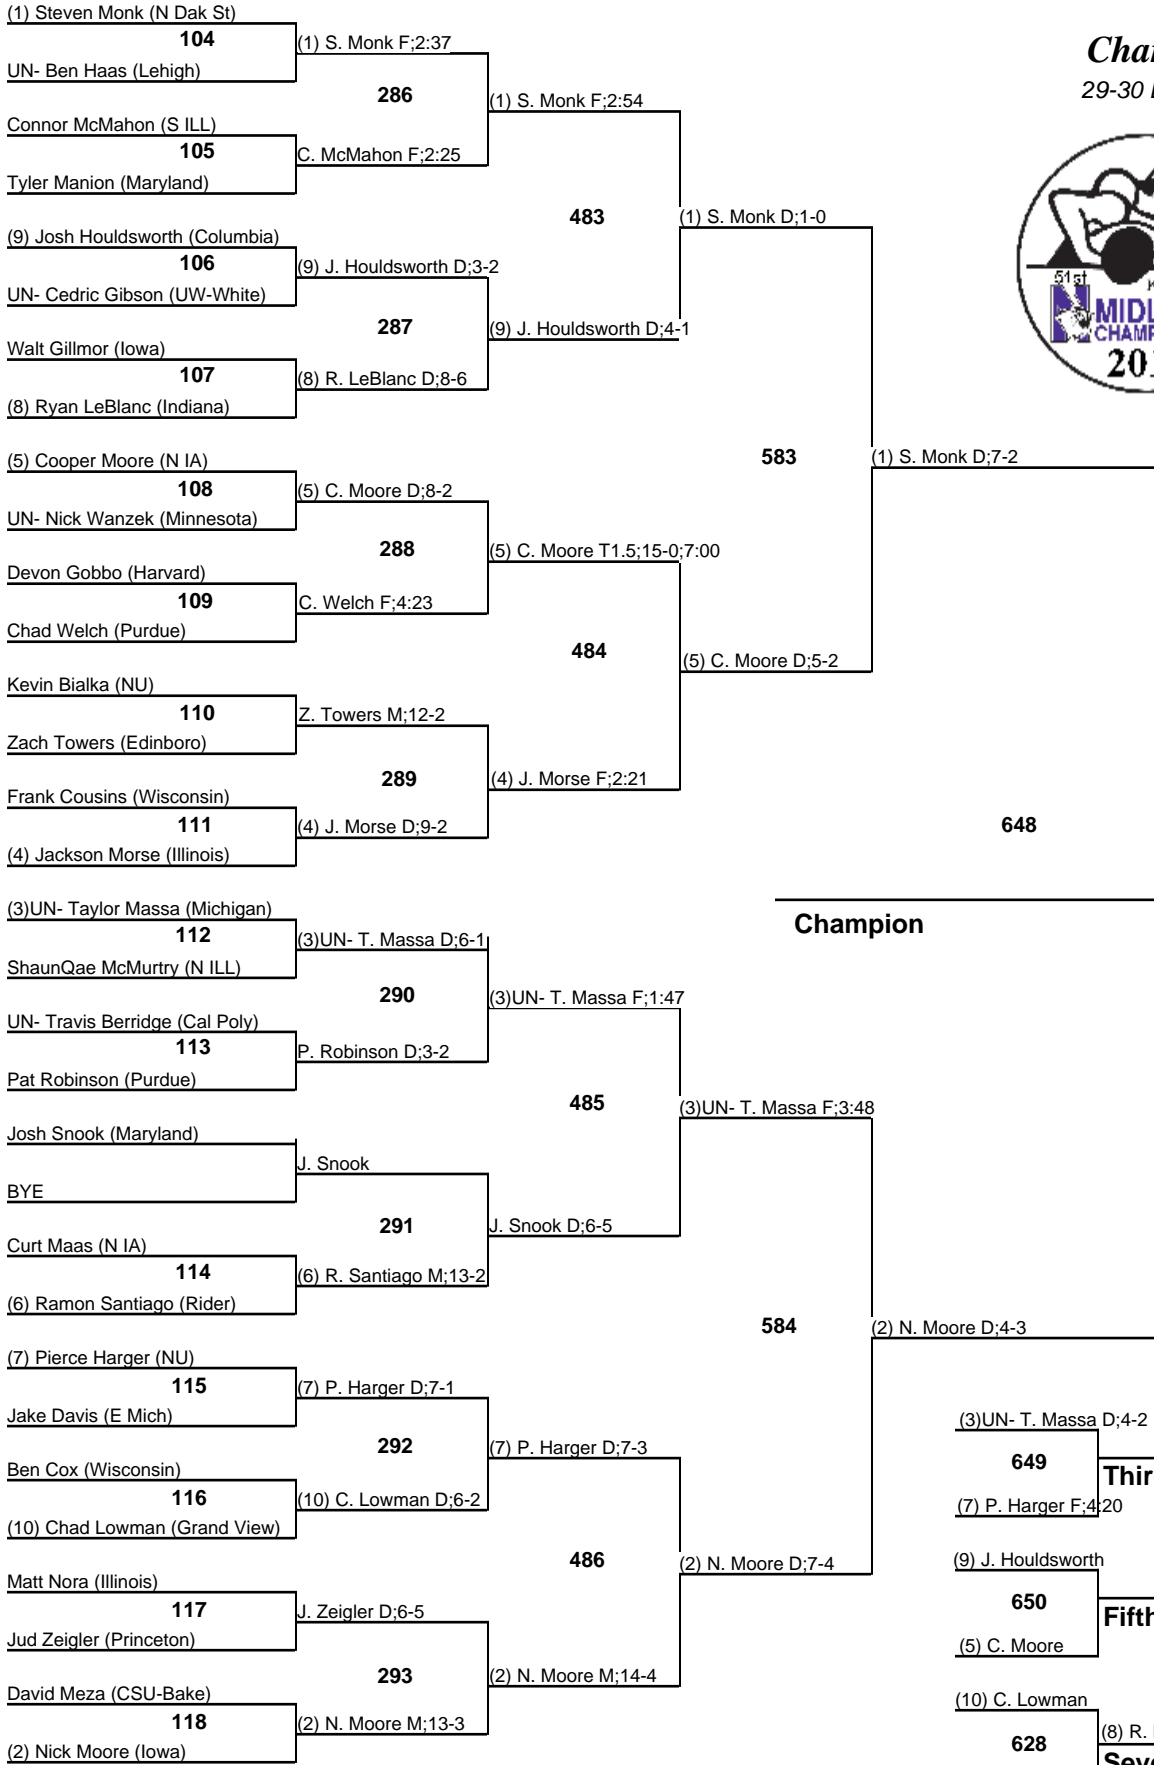 (1) Steven Monk (N Dak St)
104
UN- Ben Haas (Lehigh)
(1) S. Monk F;2:37
286
Connor McMahon (S ILL)
105
Tyler Manion (Maryland)
C. McMahon F;2:25
(1) S. Monk F;2:54
483
(9) Josh Houldsworth (Columbia)
106
UN- Cedric Gibson (UW-White)
(9) J. Houldsworth D;3-2
287
Walt Gillmor (Iowa)
107
(8) Ryan LeBlanc (Indiana)
(8) R. LeBlanc D;8-6
(9) J. Houldsworth D;4-1
(1) S. Monk D;1-0
583
(5) Cooper Moore (N IA)
108
UN- Nick Wanzek (Minnesota)
(5) C. Moore D;8-2
288
Devon Gobbo (Harvard)
109
Chad Welch (Purdue)
C. Welch F;4:23
(5) C. Moore T1.5;15-0;7:00
484
Kevin Bialka (NU)
110
Zach Towers (Edinboro)
Z. Towers M;12-2
289
Frank Cousins (Wisconsin)
111
(4) Jackson Morse (Illinois)
(4) J. Morse D;9-2
(4) J. Morse F;2:21
(5) C. Moore D;5-2
(1) S. Monk D;7-2
648
Champion
(3)UN- Taylor Massa (Michigan)
112
ShaunQae McMurtry (N ILL)
(3)UN- T. Massa D;6-1
290
UN- Travis Berridge (Cal Poly)
113
Pat Robinson (Purdue)
P. Robinson D;3-2
(3)UN- T. Massa F;1:47
485
Josh Snook (Maryland)
BYE
J. Snook
291
Curt Maas (N IA)
114
(6) Ramon Santiago (Rider)
(6) R. Santiago M;13-2
J. Snook D;6-5
(3)UN- T. Massa F;3:48
584
(7) Pierce Harger (NU)
115
Jake Davis (E Mich)
(7) P. Harger D;7-1
292
Ben Cox (Wisconsin)
116
(10) Chad Lowman (Grand View)
(10) C. Lowman D;6-2
(7) P. Harger D;7-3
486
Matt Nora (Illinois)
117
Jud Zeigler (Princeton)
J. Zeigler D;6-5
293
David Meza (CSU-Bake)
118
(2) Nick Moore (Iowa)
(2) N. Moore M;13-3
(2) N. Moore M;14-4
(2) N. Moore D;7-4
(2) N. Moore D;4-3
Cha
29-30
51st
K
MIDL
CHAMP
201
(3)UN- T. Massa D;4-2
649
Thir
(7) P. Harger F;4:20
(9) J. Houldsworth
650
Fifth
(5) C. Moore
(10) C. Lowman
628
(8) R.
Seve